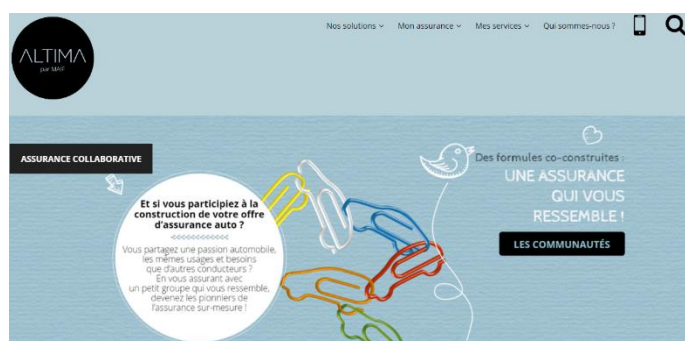 Nos solutions
Mon assurance
Mes services
Qui sommes-nous ?
ALTIMA
par MAIF
ASSURANCE COLLABORATIVE
Et si vous participiez à la
construction de votre offre
d'assurance auto ?
Vous partagez une passion automobile,
les mêmes usages et besoins
que d'autres conducteurs ?
En vous assurant avec
un petit groupe qui vous ressemble,
devenez les pionniers de
l'assurance sur-mesure !
Des formules co-construites :
UNE ASSURANCE
QUI VOUS
RESSEMBLE !
LES COMMUNAUTÉS